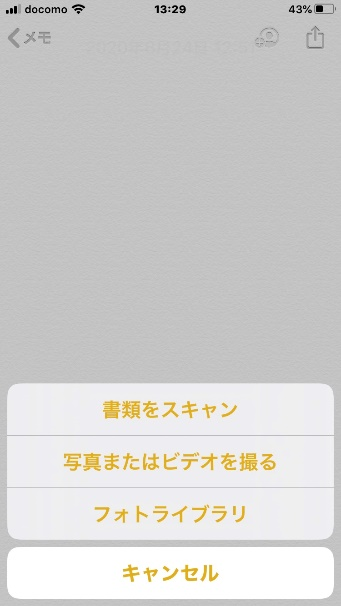 docomo 13:29 43%
メモ
書類をスキャン
写真またはビデオを撮る
フォトライブラリ
キャンセル